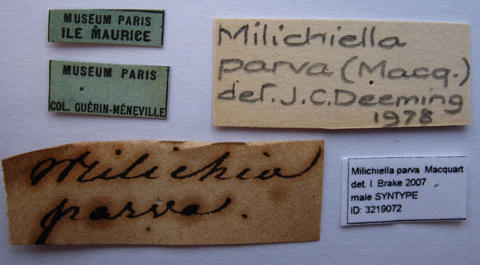 MUSEUM PARIS
ILE MAURICE
MUSEUM PARIS
COL. GUÉRIN-MÉNEVILLE
Milichiella
parva (Macq.)
det. J.C. Deeming
1978
Milichia
parva.
Milichiella parva Macquart
det. I. Brake 2007
male SYNTYPE
ID: 3219072